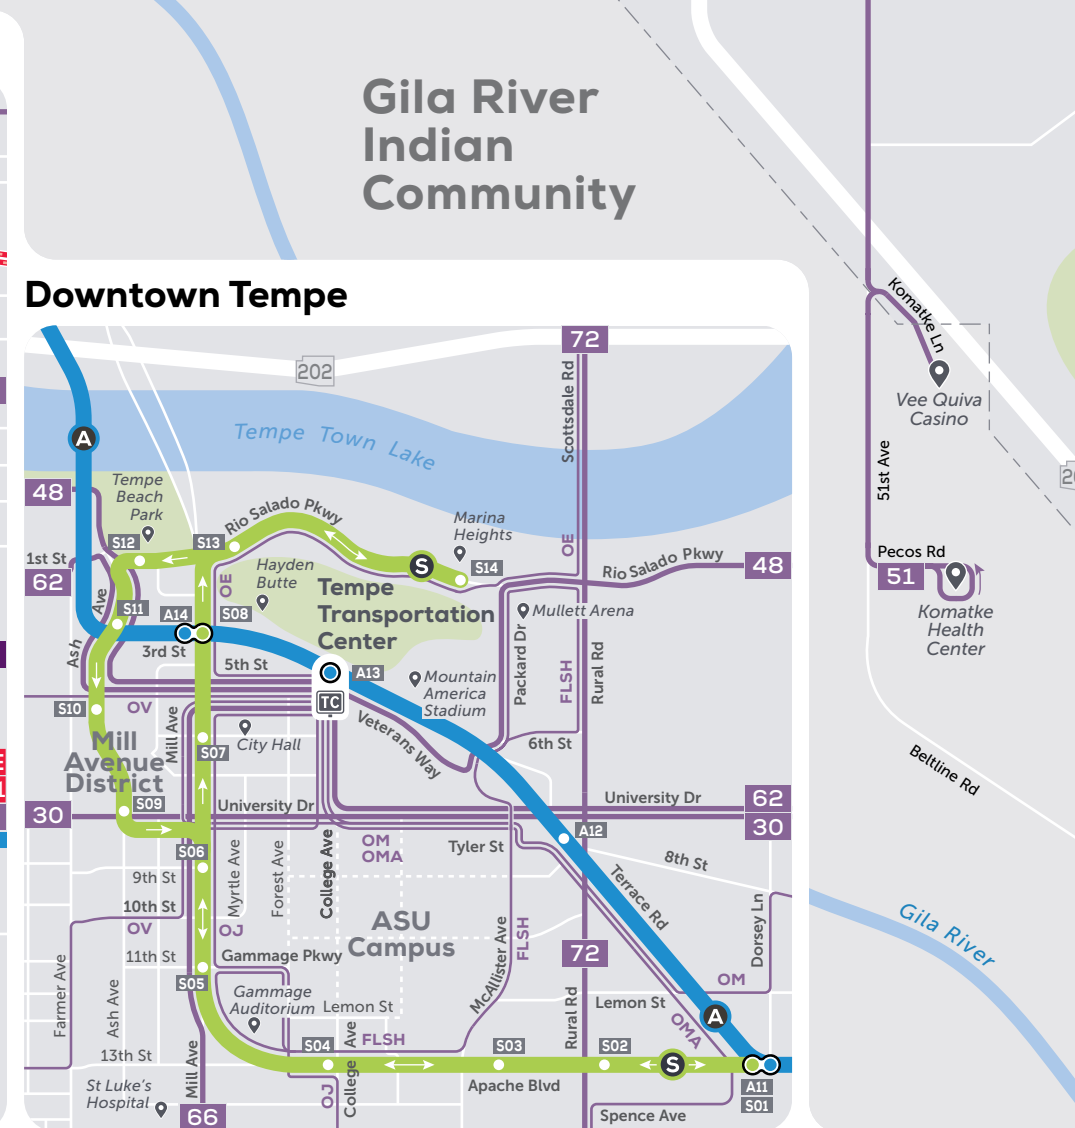 Gila River
Indian
Community
Downtown Tempe
202
72
Scottsdale Rd
A
Tempe Town Lake
Komatke Ln
Vee Quiva
Casino
51st Ave
48
Tempe
Beach
Park
Rio Salado Pkwy
Marina
Heights
S12
S13
OE
1st St
62
S
S14
Rio Salado Pkwy
48
Pecos Rd
51
Komatke
Health
Center
Hayden
Butte
OE
Tempe
Transportation
Center
Mullett Arena
Ash Ave
S11
A14
S08
3rd St
5th St
A13
TC
Mountain
America
Stadium
Packard Dr
FLSH
Rural Rd
S10
OV
Mill Ave
City Hall
Veterans Way
6th St
Mill
Avenue
District
S07
Beltline Rd
S09
University Dr
University Dr
62
30
30
OM
OMA
A12
Tyler St
8th St
S06
9th St
Myrtle Ave
Forest Ave
College Ave
Terrace Rd
10th St
OV
OJ
ASU
Campus
FLSH
Dorsey Ln
Gila River
11th St
Gammage Pkwy
McAllister Ave
72
S05
OM
Farmer Ave
Ash Ave
Gammage
Auditorium
Lemon St
Lemon St
Rural Rd
OMA
A
13th St
Mill Ave
S04
College Ave
FLSH
S03
S02
S
St Luke's
Hospital
OJ
Apache Blvd
A11
S01
66
Spence Ave